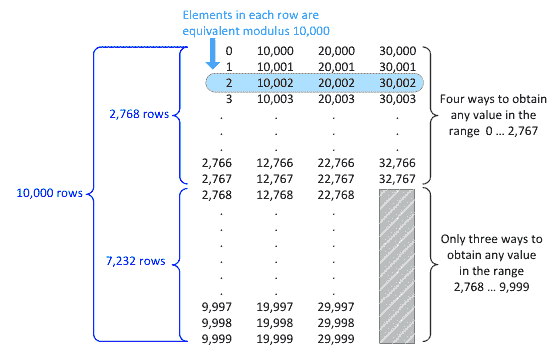 Elements in each row are
equivalent modulus 10,000
0 10,000 20,000 30,000
1 10,001 20,001 30,001
2 10,002 20,002 30,002
3 10,003 20,003 30,003
. . . .
. . . .
. . . .
2,766 12,766 22,766 32,766
2,767 12,767 22,767 32,767
2,768 12,768 22,768
. . .
. . .
. . .
. . .
. . .
9,997 19,997 29,997
9,998 19,998 29,998
9,999 19,999 29,999
10,000 rows
2,768 rows
7,232 rows
Four ways to obtain
any value in the
range 0 ... 2,767
Only three ways to
obtain any value
in the range
2,768 ... 9,999